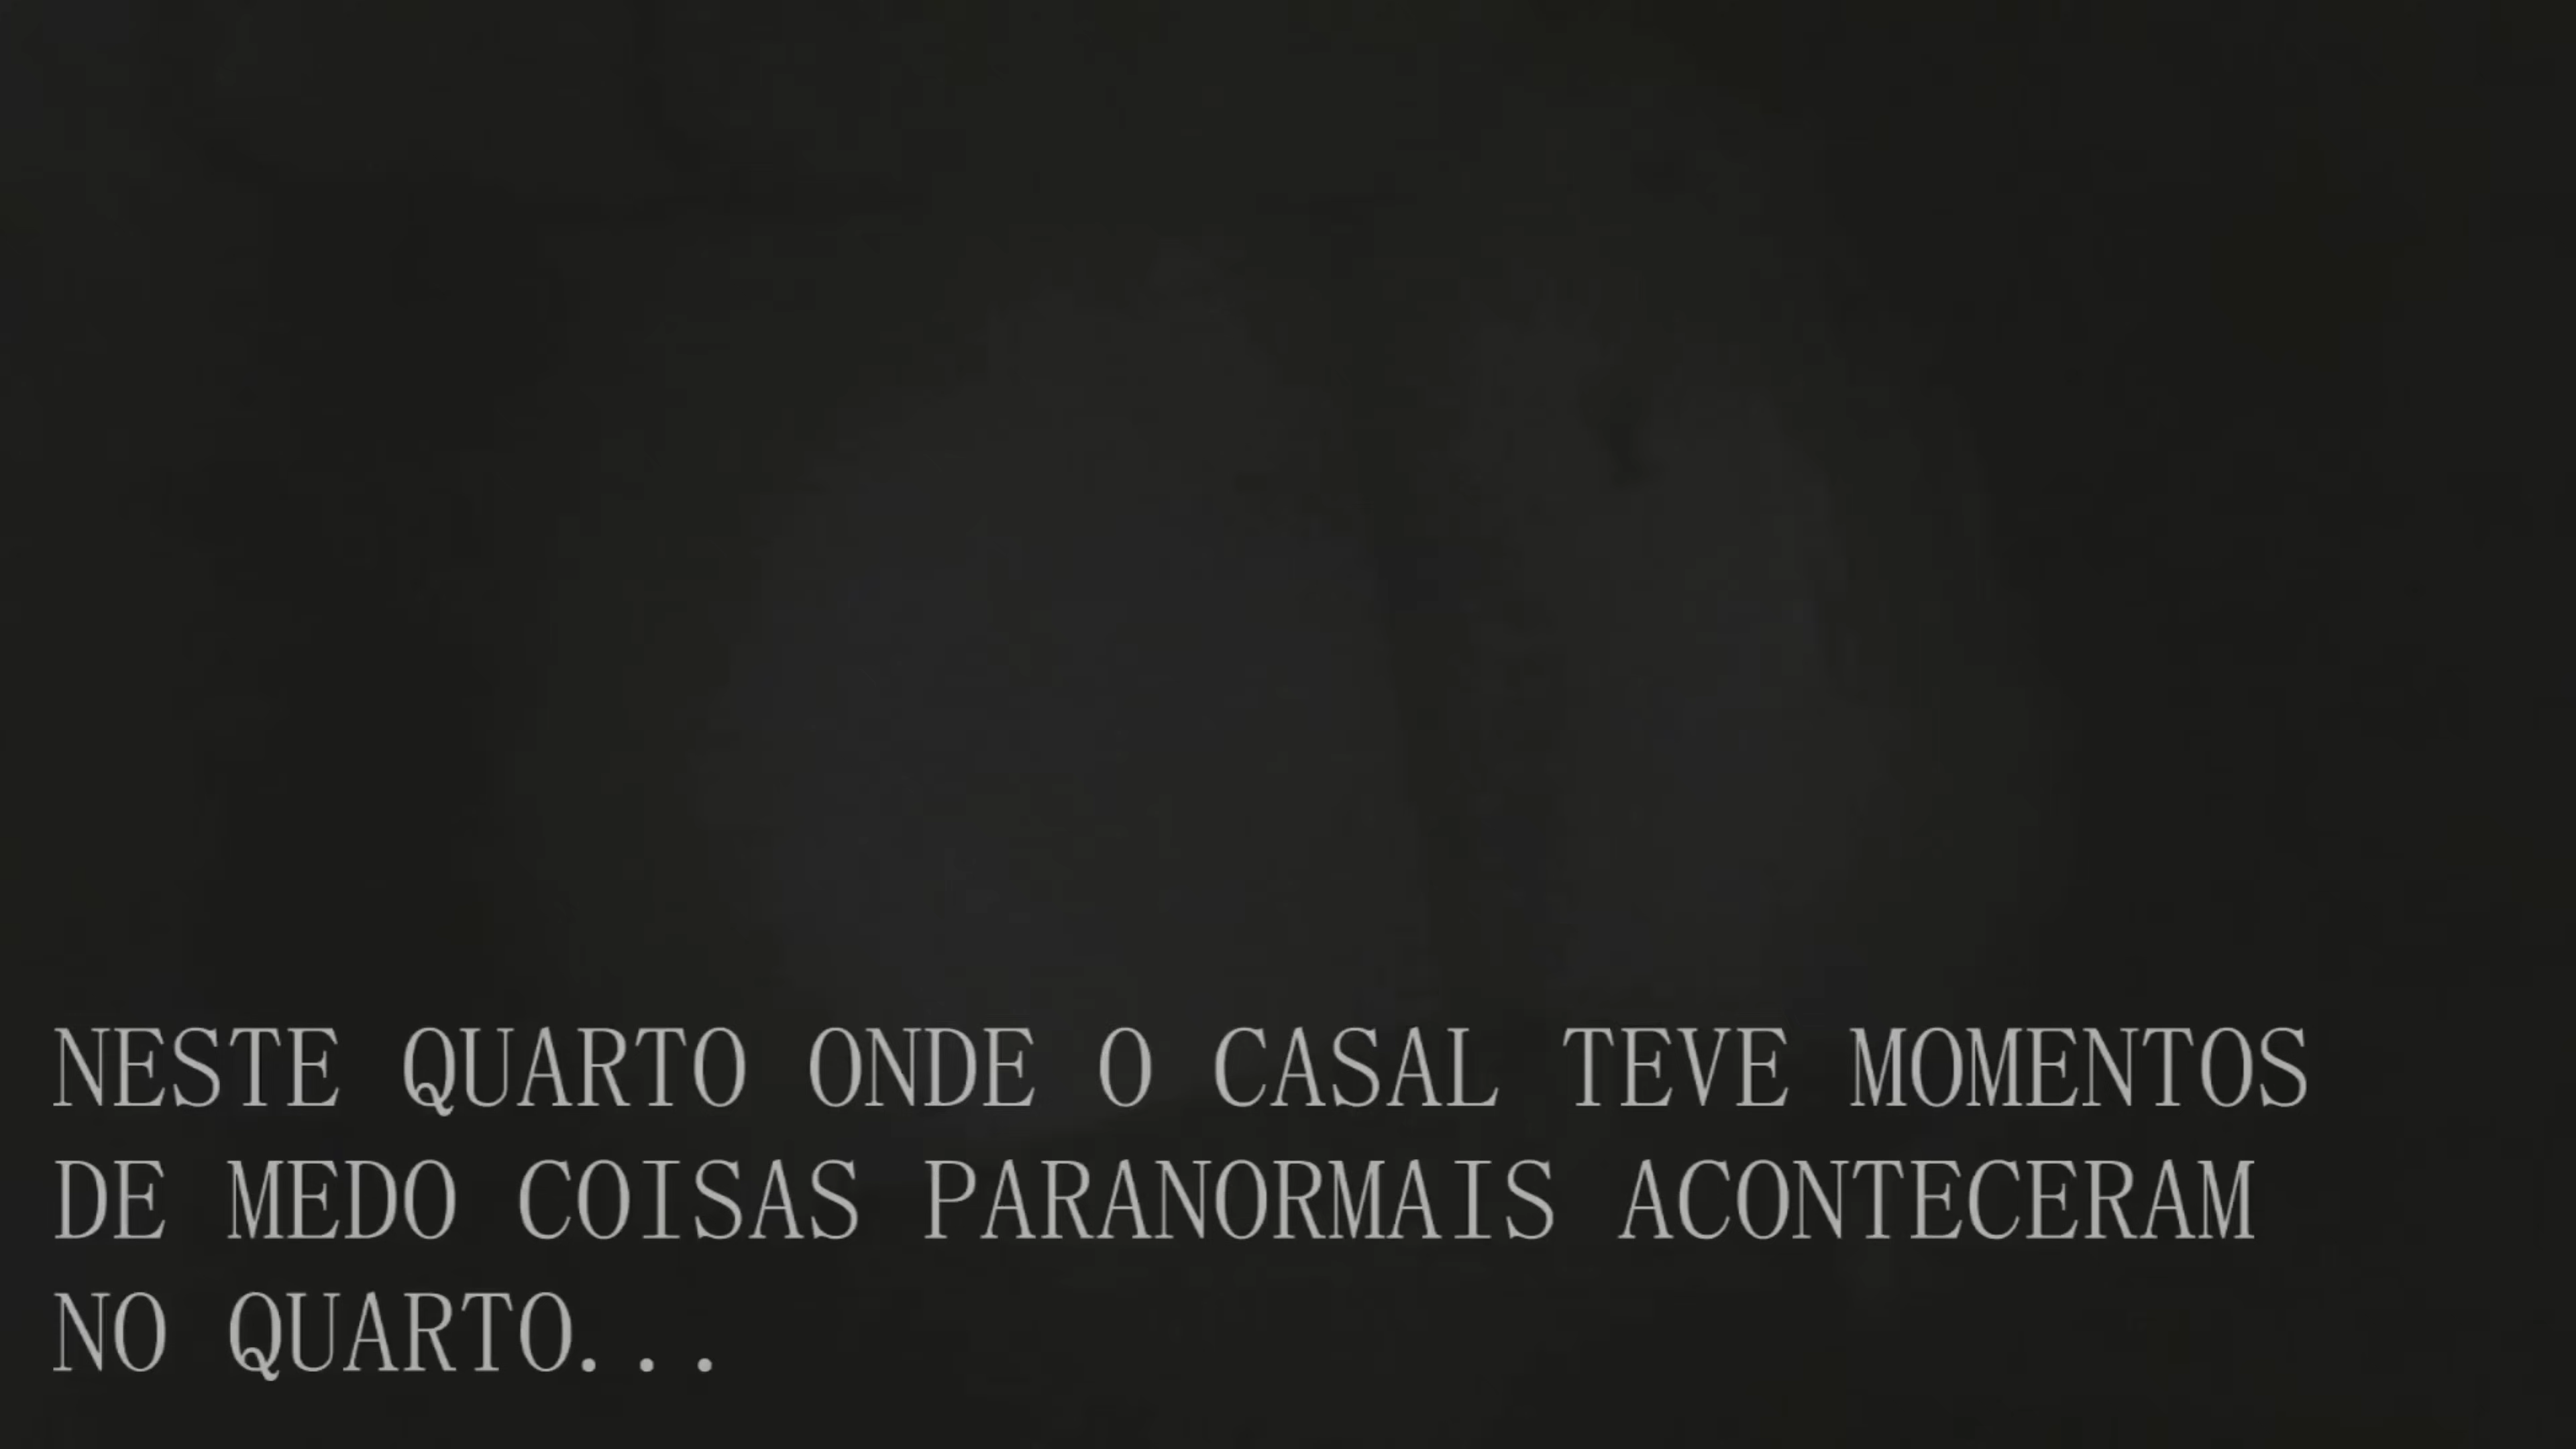 NESTE QUARTO ONDE O CASAL TEVE MOMENTOS
DE MEDO COISAS PARANORMAIS ACONTECERAM
NO QUARTO...